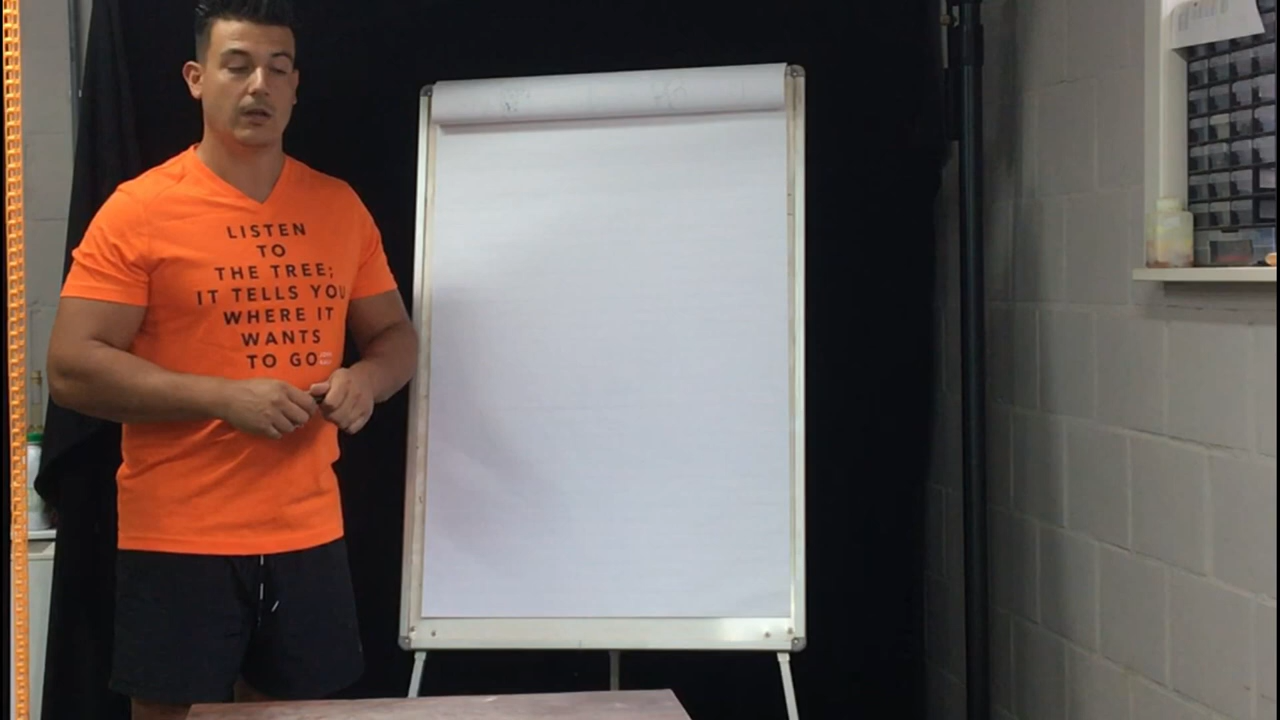 LISTEN
TO
THE TREE;
IT TELLS YOU
WHERE IT
WANTS
TO GO